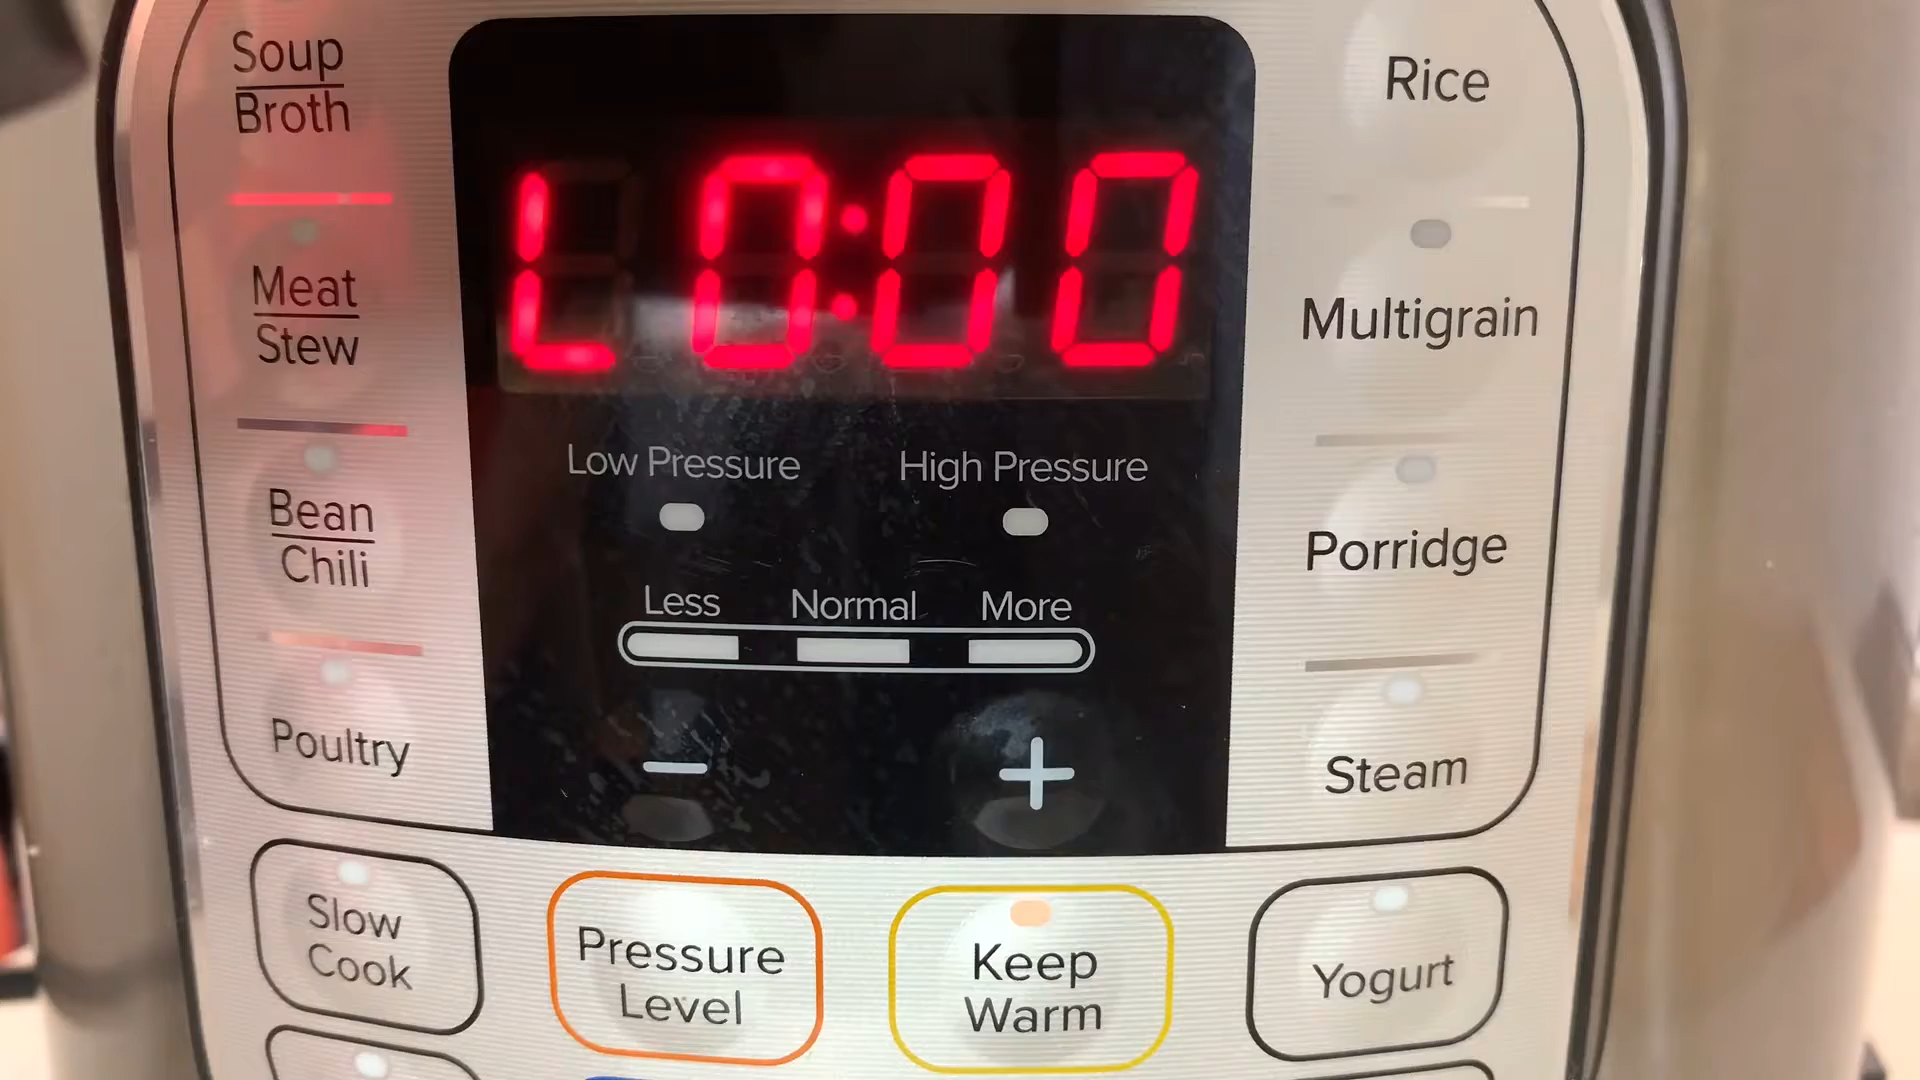 Soup
Broth
L 0:00
Rice
Meat
Stew
Multigrain
Low Pressure
High Pressure
Bean
Chili
Porridge
Less Normal More
Poultry
Steam
− +
Slow
Cook
Pressure
Level
Keep
Warm
Yogurt